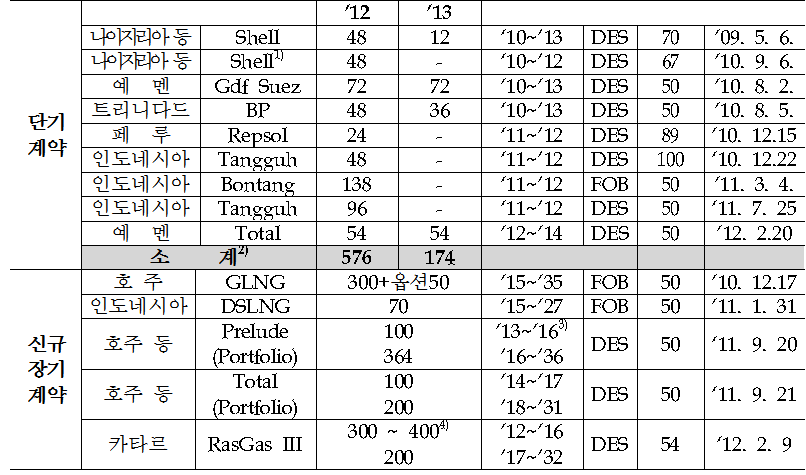 '12 '13
나이지리아 등 Shell 48 12 '10~'13 DES 70 '09. 5. 6.
나이지리아 등 Shell1) 48 - '10~'12 DES 67 '10. 9. 6.
예 멘 Gdf Suez 72 72 '10~'13 DES 50 '10. 8. 2.
트리니다드 BP 48 36 '10~'13 DES 50 '10. 8. 5.
페 루 Repsol 24 - '11~'12 DES 89 '10. 12.15
단기 계약 인도네시아 Tangguh 48 - '11~'12 DES 100 '10. 12.22
인도네시아 Bontang 138 - '11~'12 FOB 50 '11. 3. 4.
인도네시아 Tangguh 96 - '11~'12 DES 50 '11. 7. 25
예 멘 Total 54 54 '12~'14 DES 50 '12. 2.20
소 계2) 576 174
호 주 GLNG 300+옵션50 '15~'35 FOB 50 '10. 12.17
인도네시아 DSLNG 70 '15~'27 FOB 50 '11. 1. 31
신규 장기 계약 호주 등 Prelude 100 '13~'163) DES 50 '11. 9. 20
(Portfolio) 364 '16~'36
호주 등 Total 100 '14~'17 DES 50 '11. 9. 21
(Portfolio) 200 '18~'31
카타르 RasGas III 300 ~ 4004) '12~'16 DES 54 '12. 2. 9
200 '17~'32